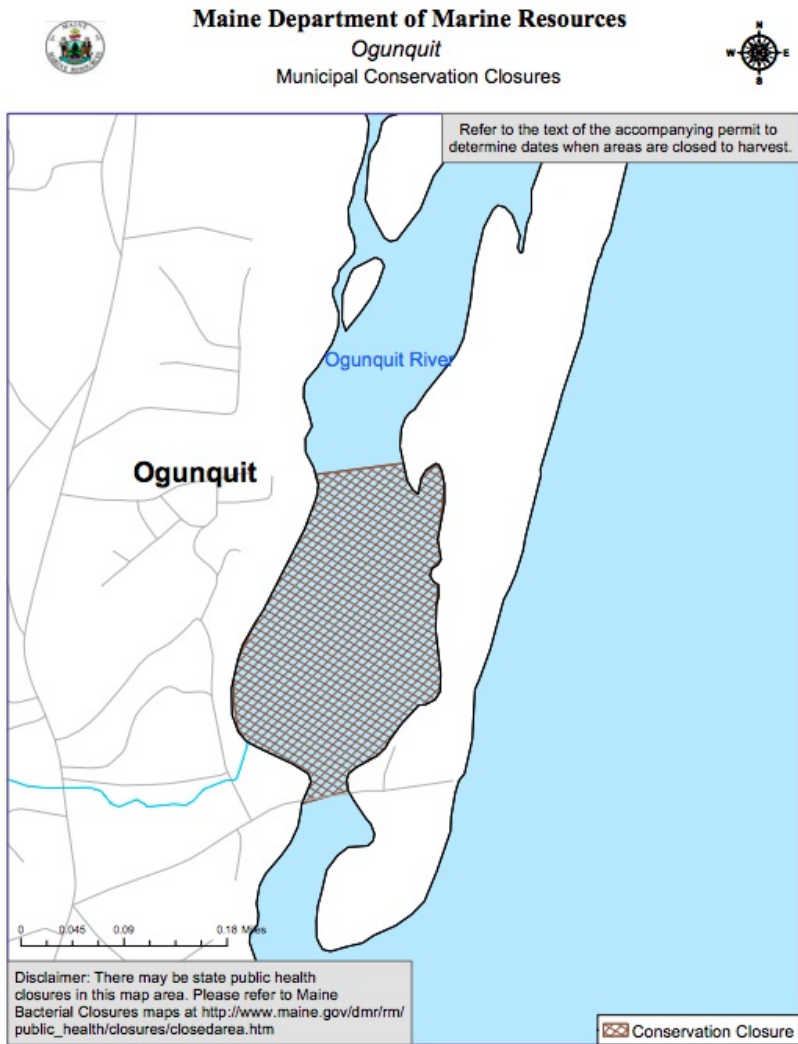 Maine Department of Marine Resources
Ogunquit
Municipal Conservation Closures
MAINE
MARINE RESOURCES
N
W
E
S
Refer to the text of the accompanying permit to
determine dates when areas are closed to harvest.
Ogunquit River
Ogunquit
0 0.045 0.09 0.18 Miles
Disclaimer: There may be state public health
closures in this map area. Please refer to Maine
Bacterial Closures maps at http://www.maine.gov/dmr/rm/
public_health/closures/closedarea.htm
Conservation Closure